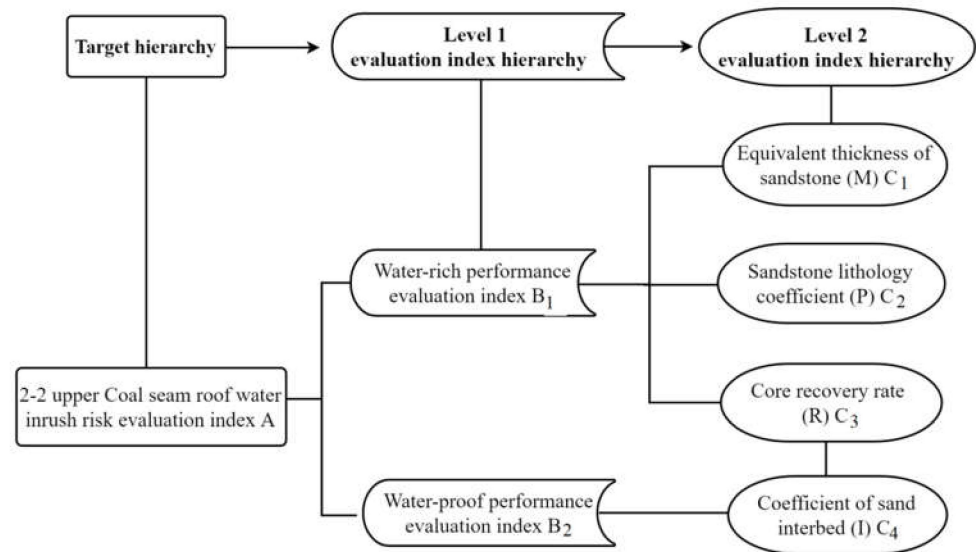 Target hierarchy
Level 1
evaluation index hierarchy
Level 2
evaluation index hierarchy
Equivalent thickness of
sandstone (M) C1
Water-rich performance
evaluation index B1
Sandstone lithology
coefficient (P) C2
2-2 upper Coal seam roof water
inrush risk evaluation index A
Core recovery rate
(R) C3
Water-proof performance
evaluation index B2
Coefficient of sand
interbed (I) C4